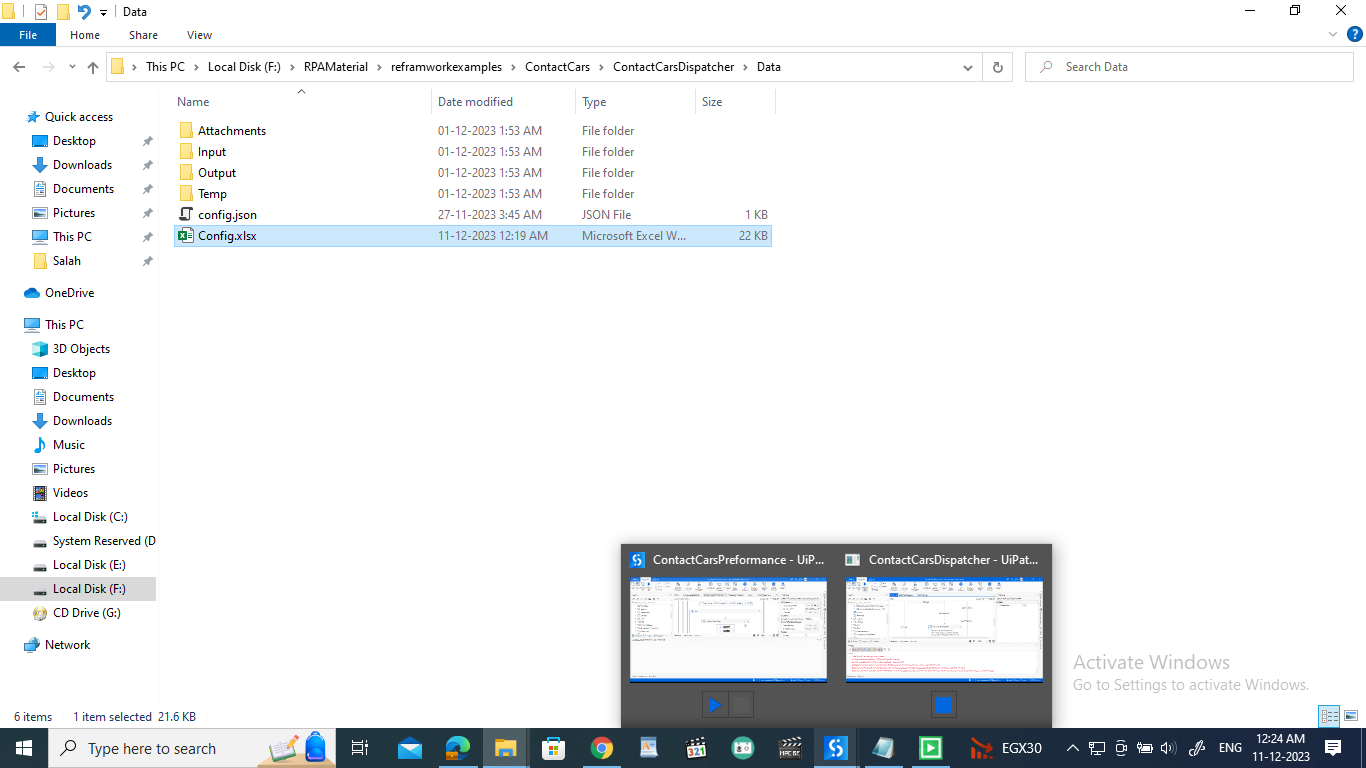 Data
File Home Share View
This PC Local Disk (F:) RPAMaterial reframworkexamples ContactCars ContactCarsDispatcher Data
Search Data
Name Date modified Type Size
Quick access
Desktop
Downloads
Documents
Pictures
This PC
Salah
OneDrive
This PC
3D Objects
Desktop
Documents
Downloads
Music
Pictures
Videos
Local Disk (C:)
System Reserved (D
Local Disk (E:)
Local Disk (F:)
CD Drive (G:)
Network
Attachments 01-12-2023 1:53 AM File folder
Input 01-12-2023 1:53 AM File folder
Output 01-12-2023 1:53 AM File folder
Temp 01-12-2023 1:53 AM File folder
config.json 27-11-2023 3:45 AM JSON File 1 KB
Config.xlsx 11-12-2023 12:19 AM Microsoft Excel W... 22 KB
ContactCarsPreformance - UiP...
ContactCarsDispatcher - UiPat...
Activate Windows
Go to Settings to activate Windows.
6 items 1 item selected 21.6 KB
Type here to search
321
EGX30
ENG
12:24 AM
11-12-2023